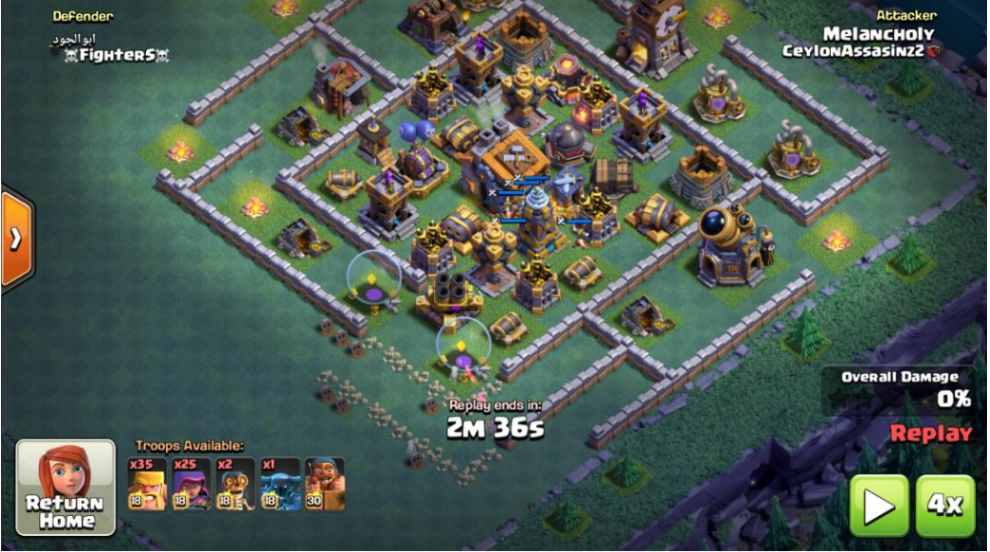 Defender
ابوالجود
☠Fighter5☠
Attacker
Melancholy
CeylonAssasinz2
Replay ends in:
2M 36s
Overall Damage
0%
Replay
Troops Available:
x35
x25
x2
x1
18
18
18
18
30
Return
Home
4x